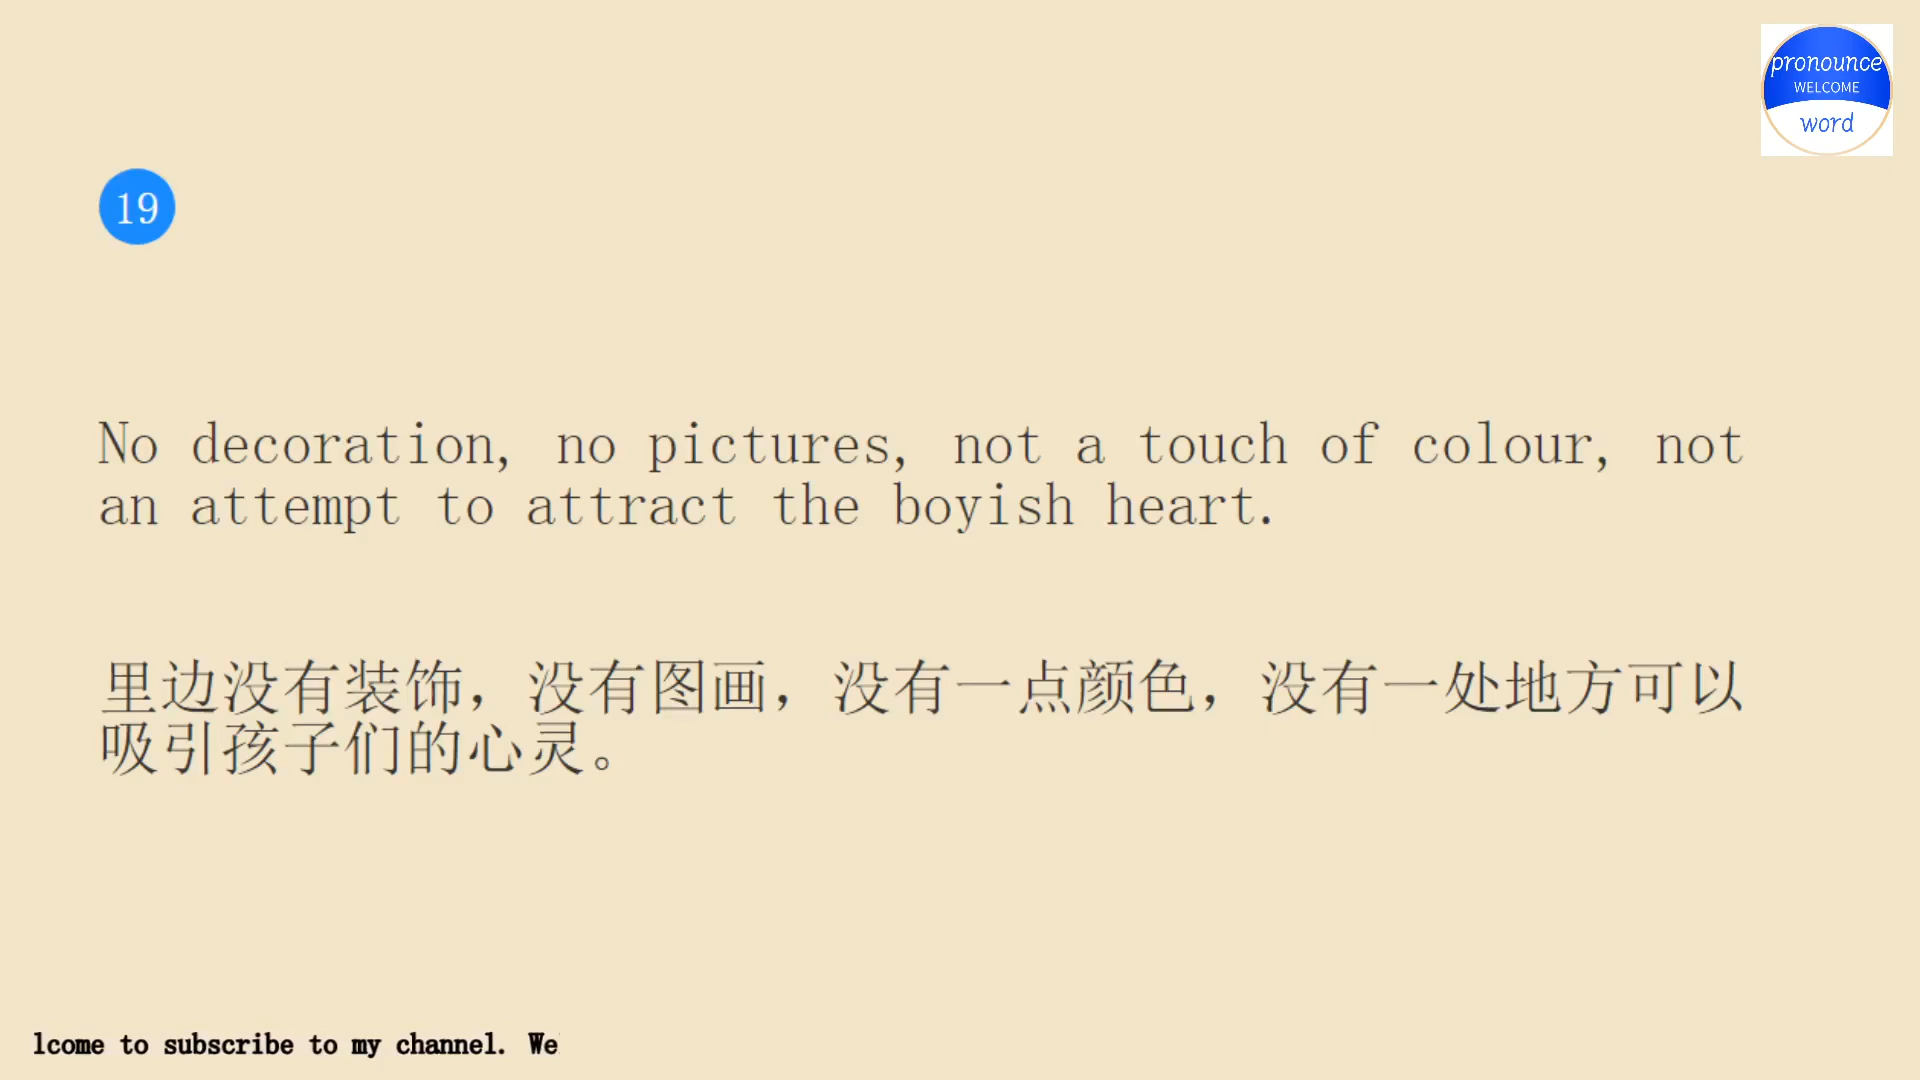 pronounce
WELCOME
word
19
No decoration, no pictures, not a touch of colour, not
an attempt to attract the boyish heart.
里边没有装饰，没有图画，没有一点颜色，没有一处地方可以
吸引孩子们的心灵。
lcome to subscribe to my channel. We